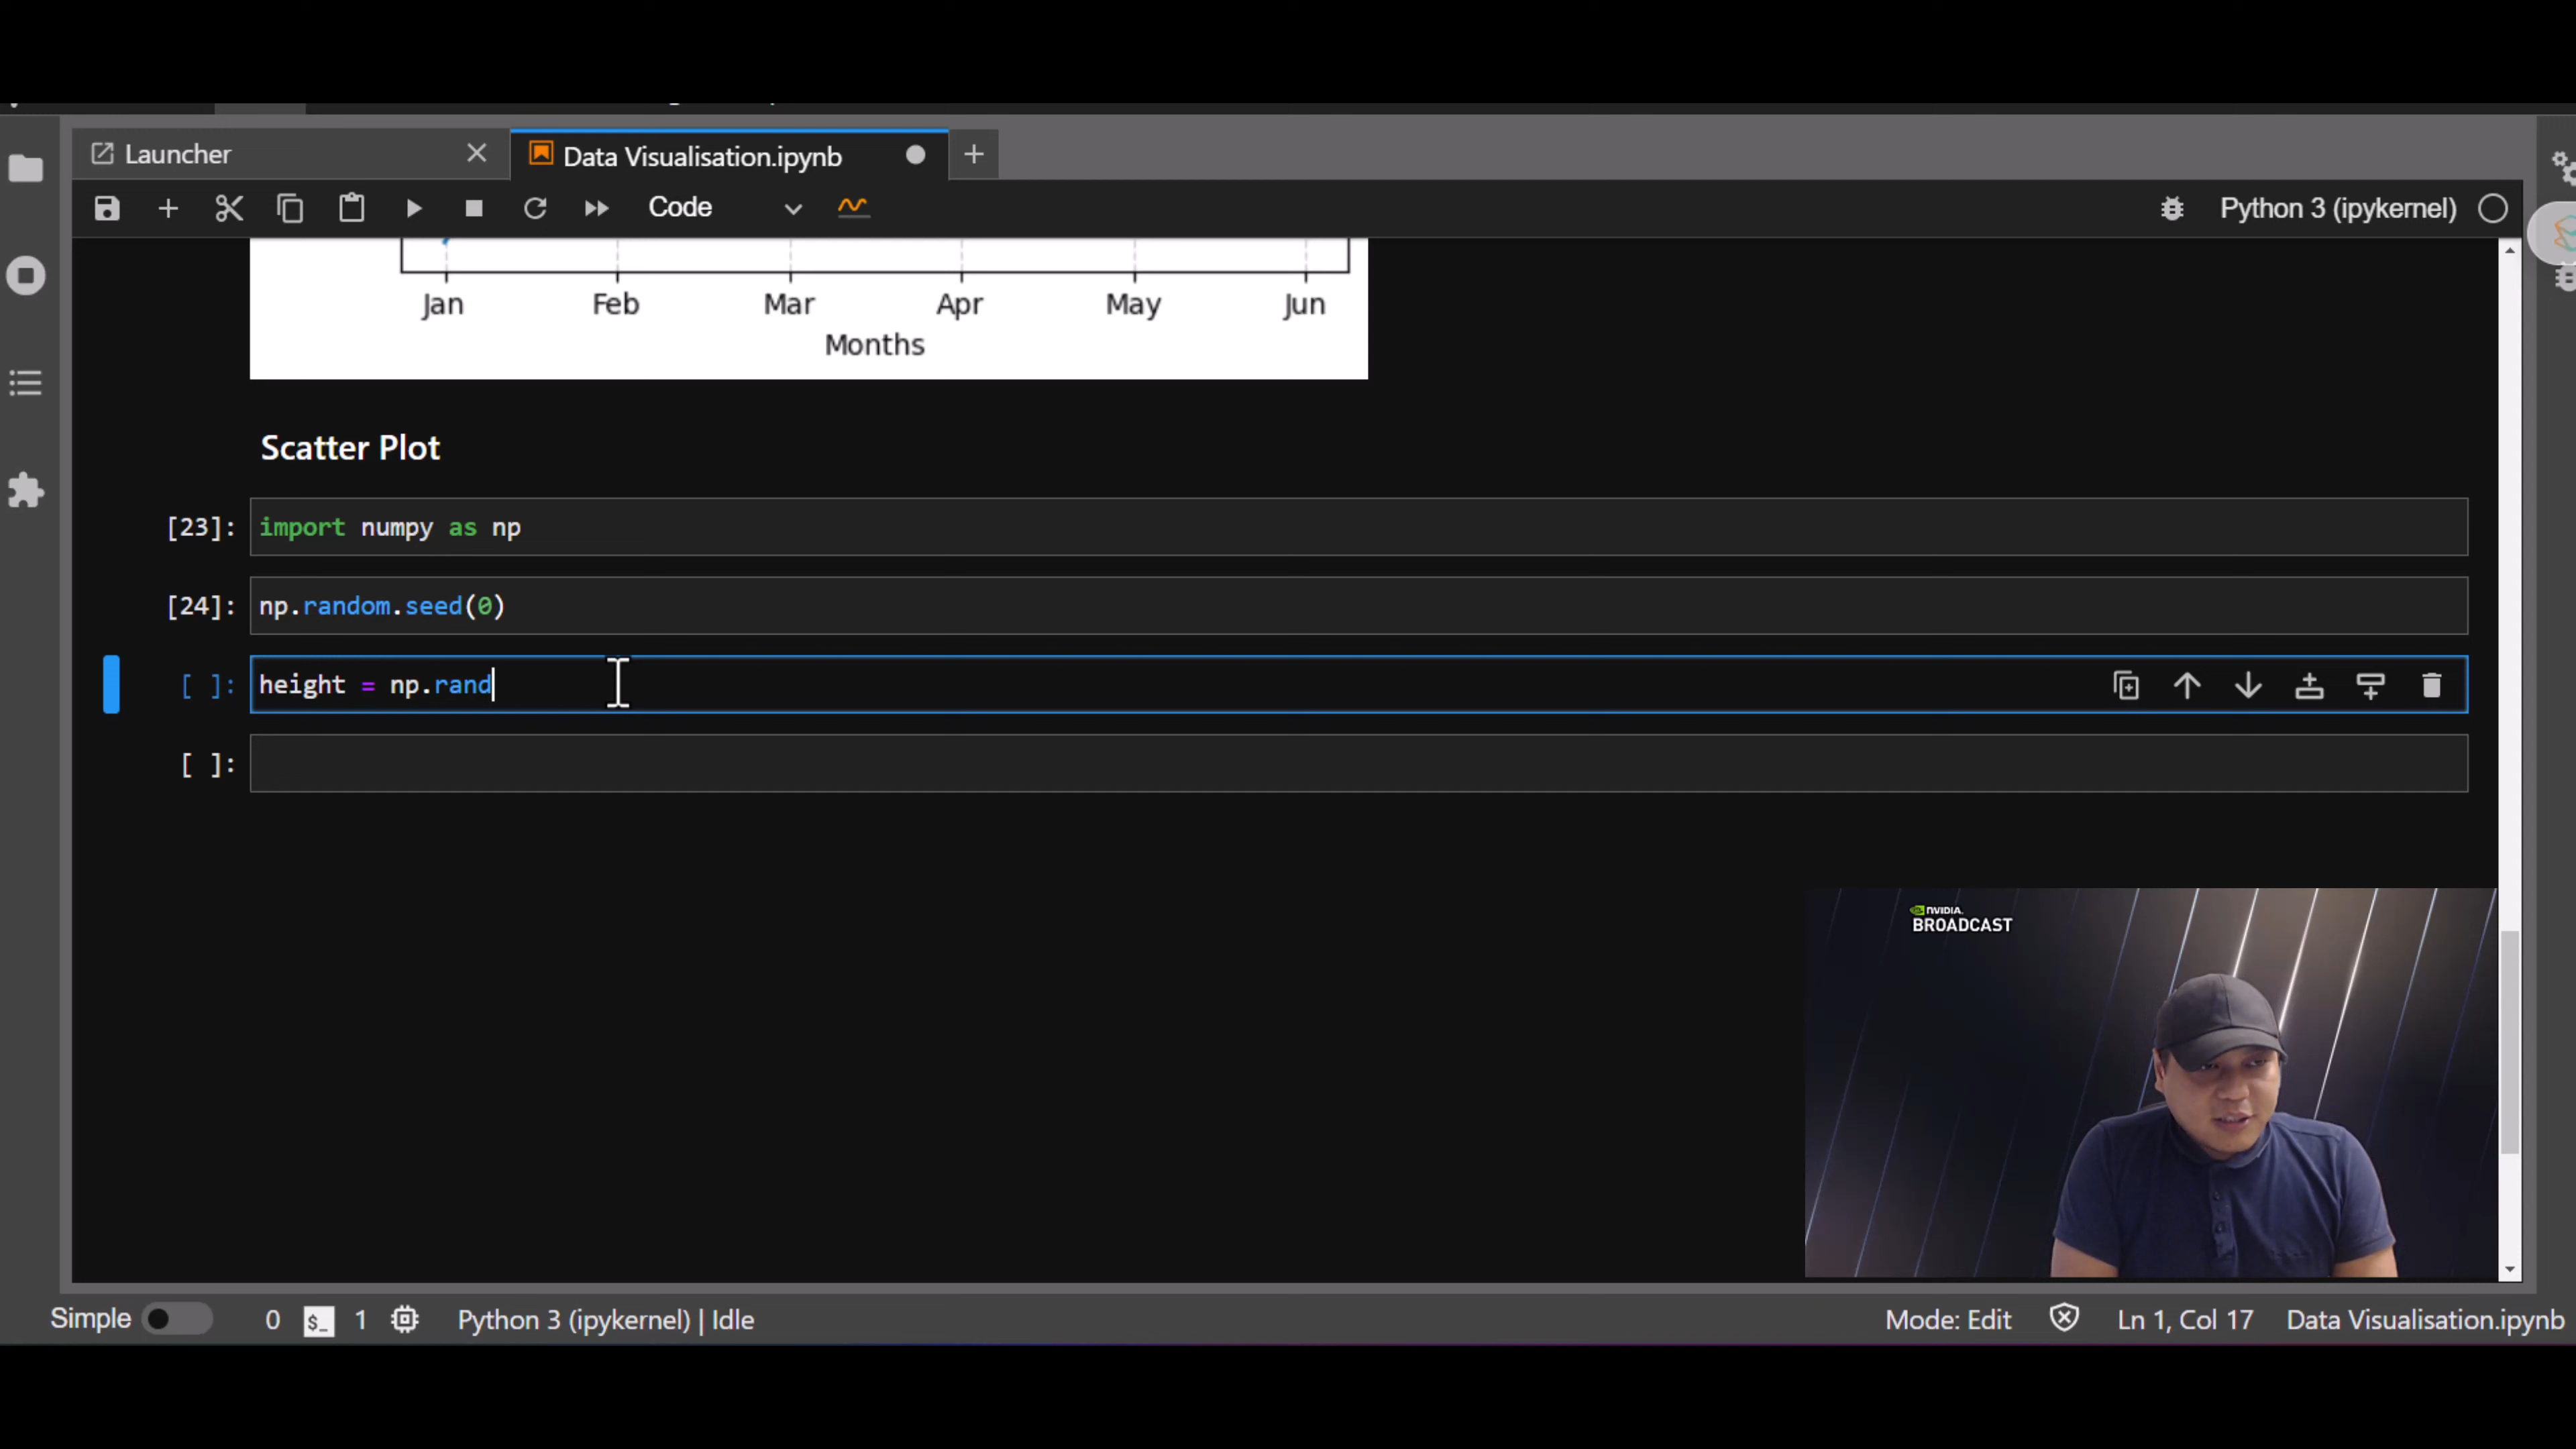 Launcher
Data Visualisation.ipynb
Code
Python 3 (ipykernel)
Jan Feb Mar Apr May Jun
Months
Scatter Plot
[23]: import numpy as np
[24]: np.random.seed(0)
[ ]: height = np.rand
[ ]:
NVIDIA.
BROADCAST
Simple 0 $_ 1 Python 3 (ipykernel) | Idle Mode: Edit Ln 1, Col 17 Data Visualisation.ipynb